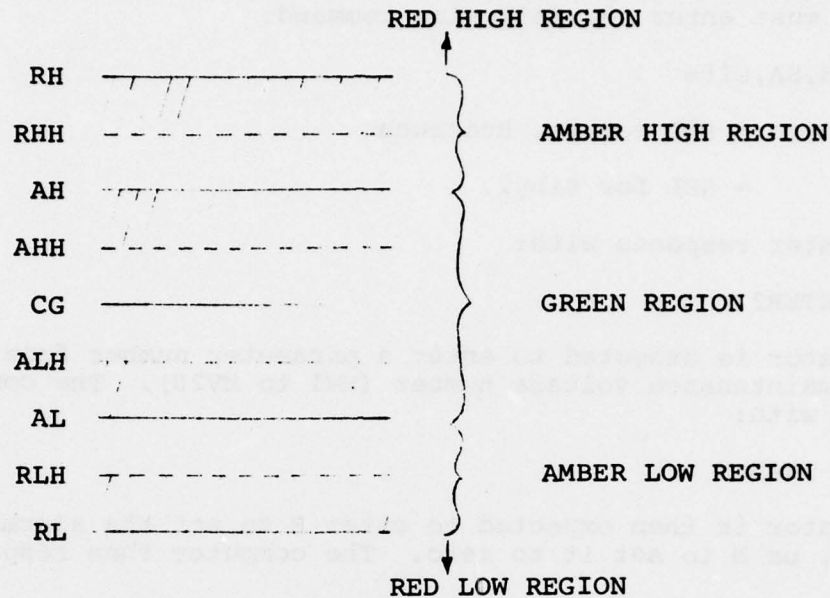 RED HIGH REGION
RH
RHH AMBER HIGH REGION
AH
AHH
CG GREEN REGION
ALH
AL
RLH AMBER LOW REGION
RL
RED LOW REGION